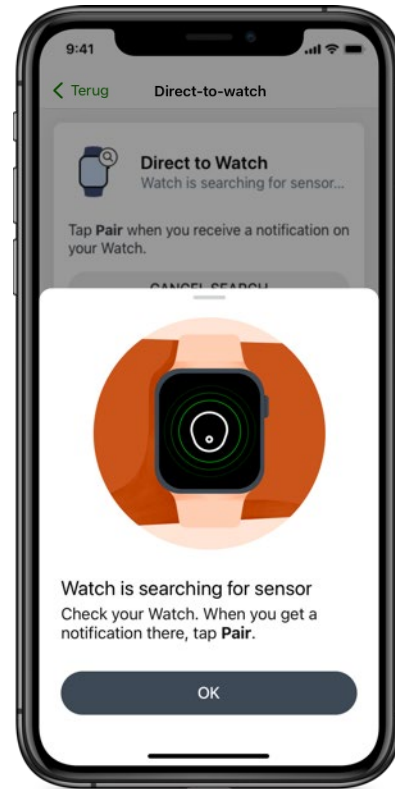 9:41
Terug
Direct-to-watch
Direct to Watch
Watch is searching for sensor...
Tap Pair when you receive a notification on
your Watch.
CANCEL SEARCH
Watch is searching for sensor
Check your Watch. When you get a
notification there, tap Pair.
OK